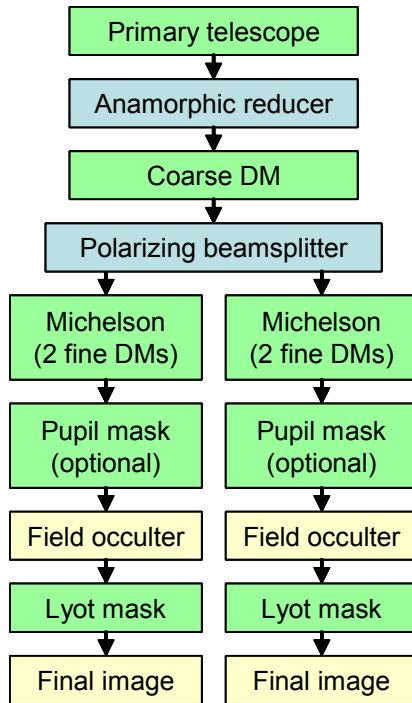 Primary telescope
Anamorphic reducer
Coarse DM
Polarizing beamsplitter
Michelson
(2 fine DMs)
Michelson
(2 fine DMs)
Pupil mask
(optional)
Pupil mask
(optional)
Field occulter
Field occulter
Lyot mask
Lyot mask
Final image
Final image